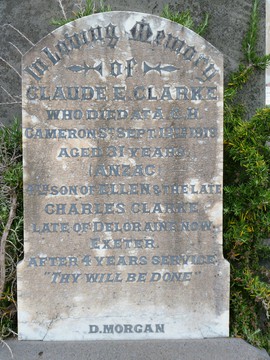 In Loving Memory
of
CLAUDE E. CLARKE
WHO DIED AT A.G.H.
CAMERON ST SEPT. 19TH 1919
AGED 31 YEARS
(ANZAC)
4TH SON OF ELLEN & THE LATE
CHARLES CLARKE
LATE OF DELORAINE NOW
EXETER.
AFTER 4 YEARS SERVICE
"THY WILL BE DONE"
D. MORGAN